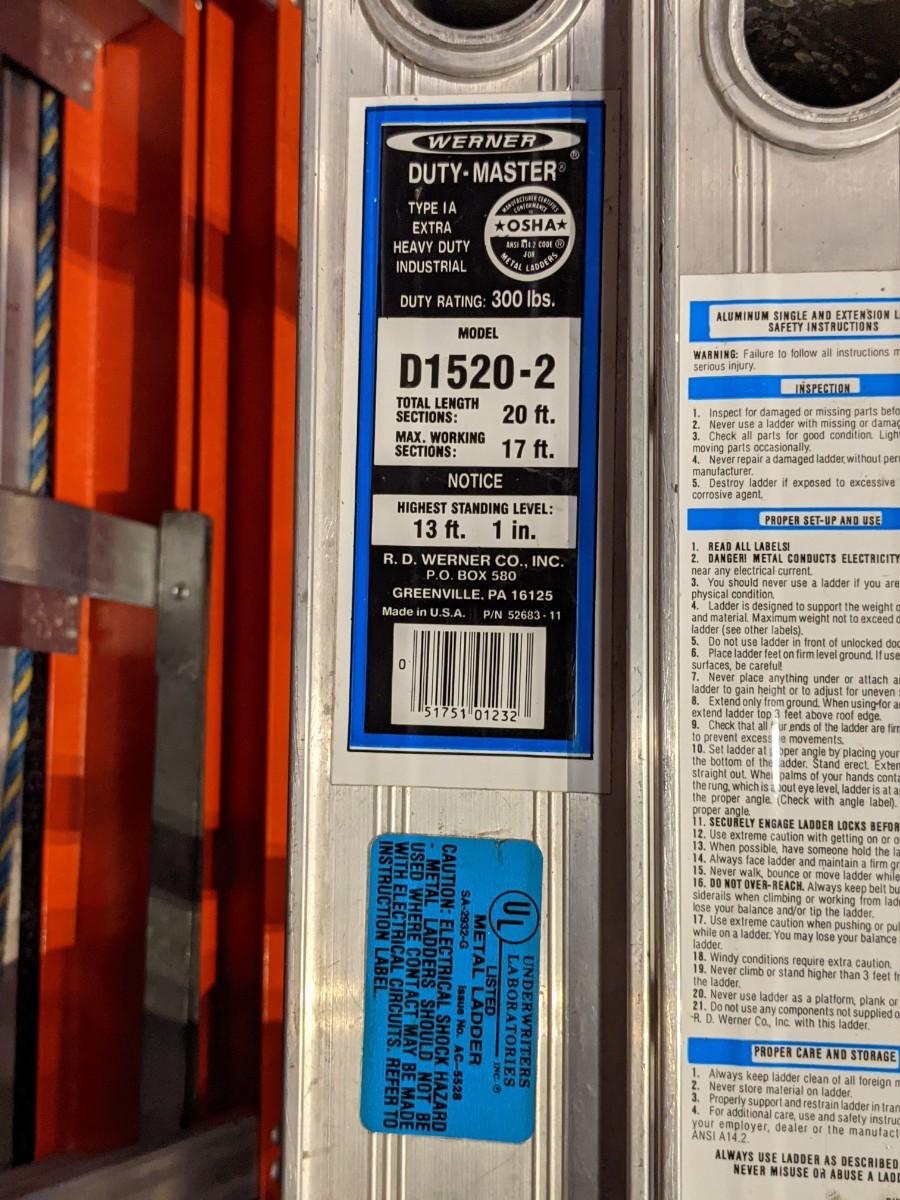 WERNER®
DUTY-MASTER®
TYPE IA
EXTRA
HEAVY DUTY
INDUSTRIAL
MANUFACTURER CERTIFIES
CONFORMANCE
★OSHA★
ANSI A14.2 CODE ®
FOR
METAL LADDERS
DUTY RATING: 300 lbs.
MODEL
D1520-2
TOTAL LENGTH
SECTIONS: 20 ft.
MAX. WORKING
SECTIONS: 17 ft.
NOTICE
HIGHEST STANDING LEVEL:
13 ft. 1 in.
R. D. WERNER CO., INC.
P.O. BOX 580
GREENVILLE, PA 16125
Made in U.S.A. P/N 52683-11
0 51751 01232
UL
UNDERWRITERS
LABORATORIES INC.®
LISTED
METAL LADDER
SA-2932-G Issue No. AC-5528
CAUTION: ELECTRICAL SHOCK HAZARD
- METAL LADDERS SHOULD NOT BE
USED WHERE CONTACT MAY BE MADE
WITH ELECTRICAL CIRCUITS. REFER TO
INSTRUCTION LABEL.
ALUMINUM SINGLE AND EXTENSION
SAFETY INSTRUCTIONS
WARNING: Failure to follow all instructions
serious injury.
INSPECTION
1. Inspect for damaged or missing parts
2. Never use a ladder with missing or
3. Check all parts for good condition.
moving parts occasionally.
4. Never repair a damaged ladder, without
manufacturer.
5. Destroy ladder if exposed to excessive
corrosive agent.
PROPER SET-UP AND USE
1. READ ALL LABELS!
2. DANGER! METAL CONDUCTS ELECTRICITY
near any electrical current.
3. You should never use a ladder if you are
physical condition.
4. Ladder is designed to support the weight
and material. Maximum weight not to exceed
ladder (see other labels).
5. Do not use ladder in front of unlocked
6. Place ladder feet on firm level ground. If
surfaces, be careful!
7. Never place anything under or attach
ladder to gain height or to adjust for uneven
8. Extend only from ground. When using for
extend ladder top 3 feet above roof edge.
9. Check that all ends of the ladder are
to prevent movements.
10. Set ladder at angle by placing your
the bottom of the Stand erect.
straight out. palms of your hands
the rung, which is eye level, ladder is at
the proper angle. (Check with angle label).
proper angle.
11. SECURELY ENGAGE LADDER LOCKS
12. Use extreme caution with getting on or
13. When possible, have someone hold the
14. Always face ladder and maintain a firm
15. Never walk, bounce or move ladder while
16. DO NOT OVER-REACH. Always keep belt
siderails when climbing or working from
lose your balance and/or tip the ladder.
17. Use extreme caution when pushing or
while on a ladder. You may lose your balance
ladder.
18. Windy conditions require extra caution.
19. Never climb or stand higher than 3 feet
the ladder.
20. Never use ladder as a platform, plank or
21. Do not use any components not supplied
R. D. Werner Co., Inc. with this ladder.
PROPER CARE AND STORAGE
1. Always keep ladder clean of all foreign
2. Never store material on ladder.
3. Properly support and restrain ladder in
4. For additional care, use and safety
your employer, dealer or the
ANSI A14.2.
ALWAYS USE LADDER AS DESCRIBED
NEVER MISUSE OR ABUSE A